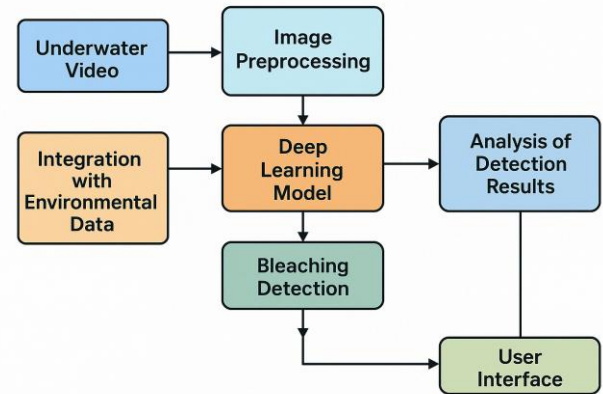 Underwater
Video
Image
Preprocessing
Integration
with
Environmental
Data
Deep
Learning
Model
Analysis of
Detection
Results
Bleaching
Detection
User
Interface